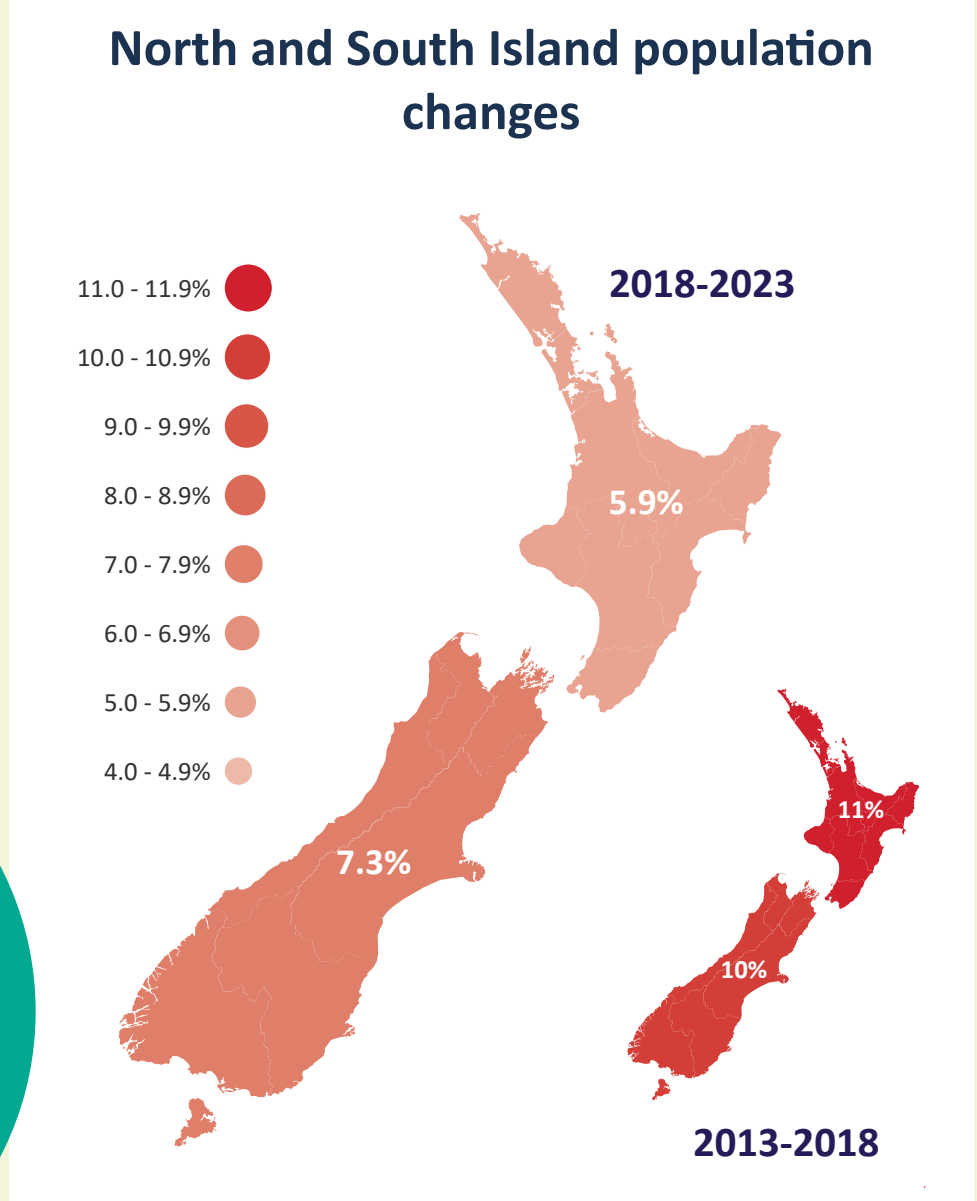 North and South Island population
changes
2018-2023
11.0 - 11.9%
10.0 - 10.9%
9.0 - 9.9%
8.0 - 8.9%
7.0 - 7.9%
6.0 - 6.9%
5.0 - 5.9%
4.0 - 4.9%
5.9%
7.3%
11%
10%
2013-2018